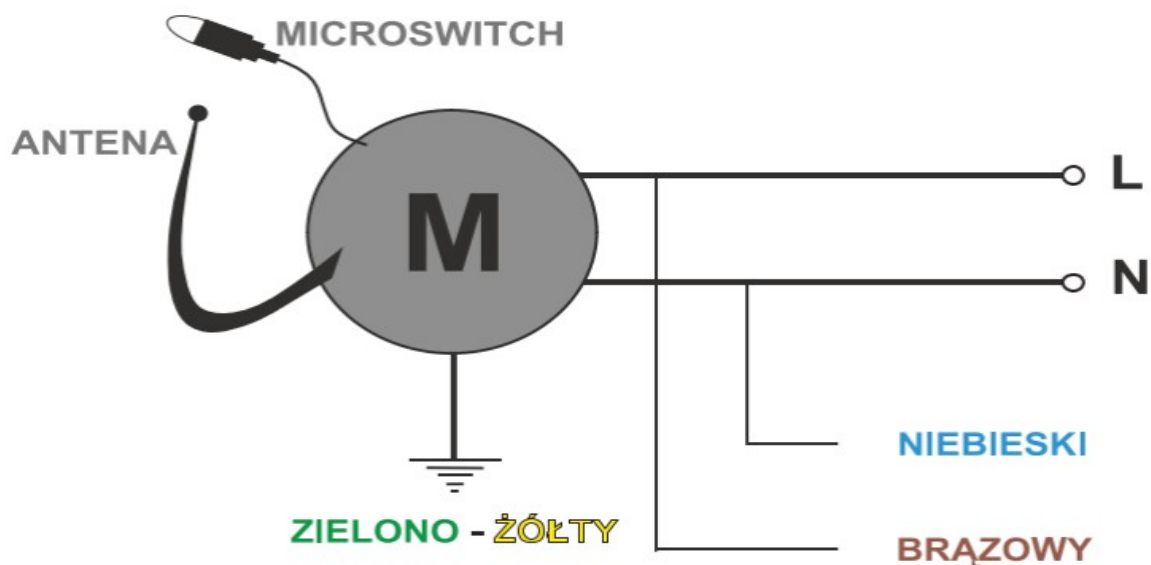 MICROSWITCH
ANTENA
M
L
N
NIEBIESKI
ZIELONO - ŻÓŁTY
BRĄZOWY